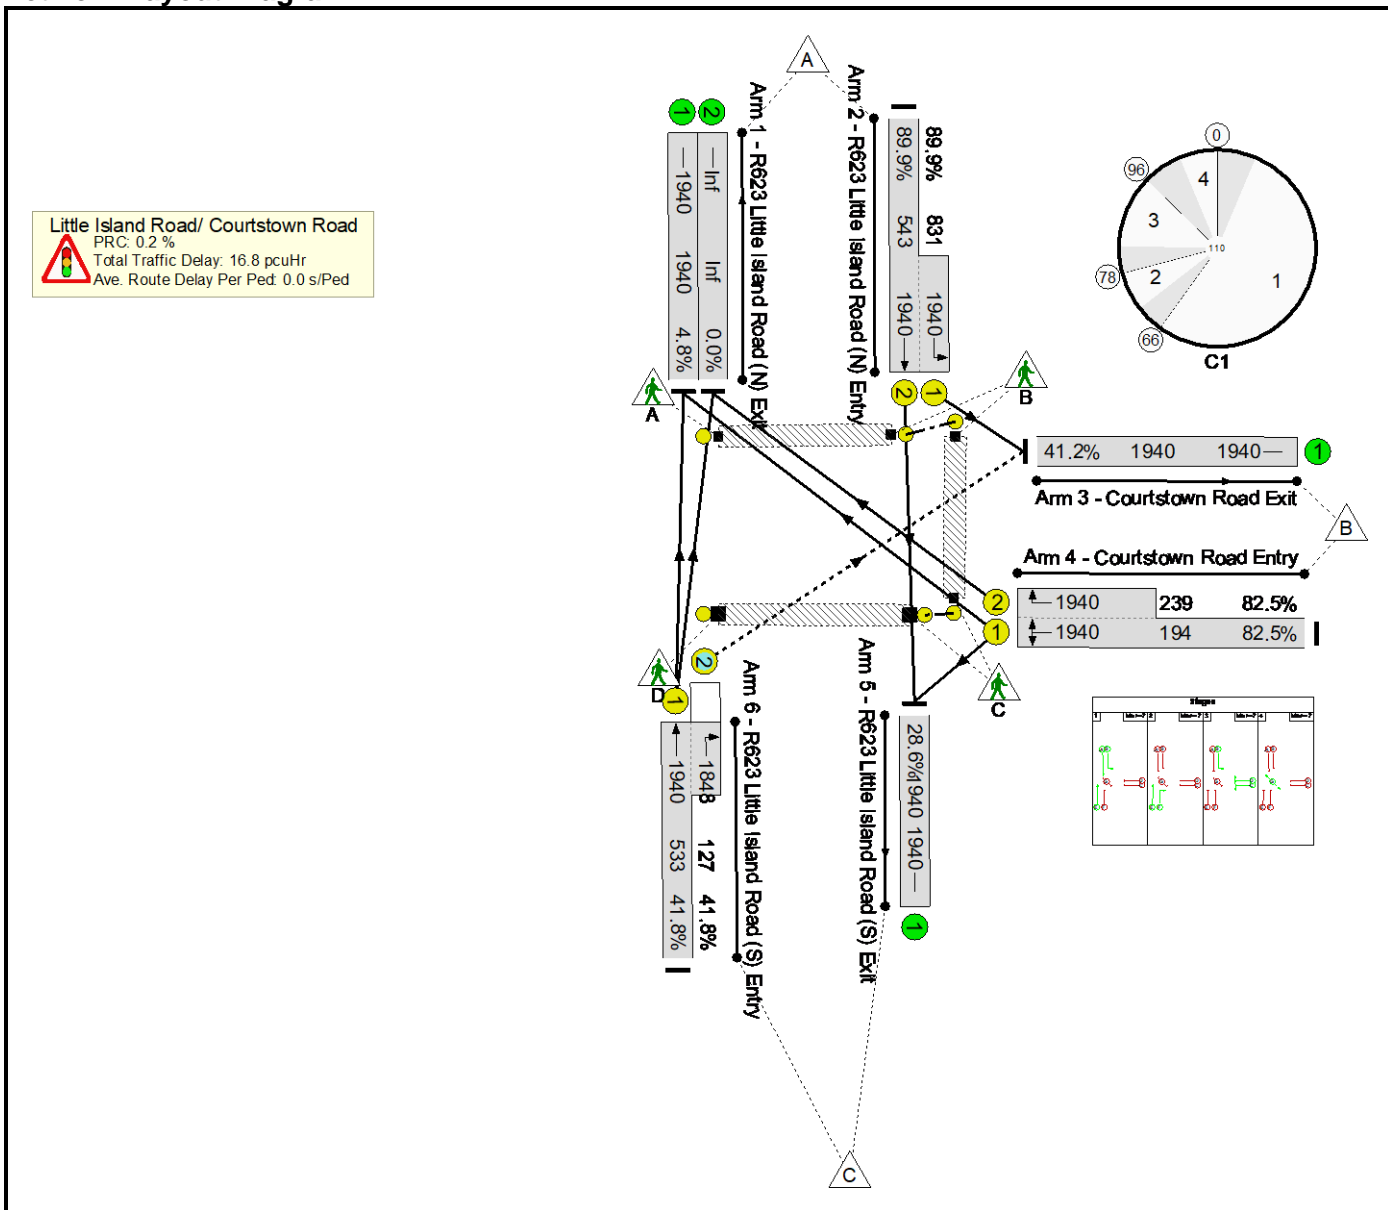 A
Arm 1 - R623 Little Island Road (N) Exit
1
2
1940
1940
4.8%
Inf
Inf
0.0%
Arm 2 - R623 Little Island Road (N) Entry
89.9%
543
1940
89.9%
831
1940
2
1
Little Island Road/ Courtstown Road
PRC: 0.2 %
Total Traffic Delay: 16.8 pcuHr
Ave. Route Delay Per Ped: 0.0 s/Ped
0
96
78
66
4
3
2
1
110
C1
A
B
41.2% 1940 1940
1
Arm 3 - Courtstown Road Exit
B
Arm 4 - Courtstown Road Entry
2
1940 239 82.5%
1
1940 194 82.5%
D
C
2
1
Arm 6 - R623 Little Island Road (S) Entry
1940
533
41.8%
1848
127
41.8%
Arm 5 - R623 Little Island Road (S) Exit
28.6%
1940
1940
1
Stages
1
2
3
4
C